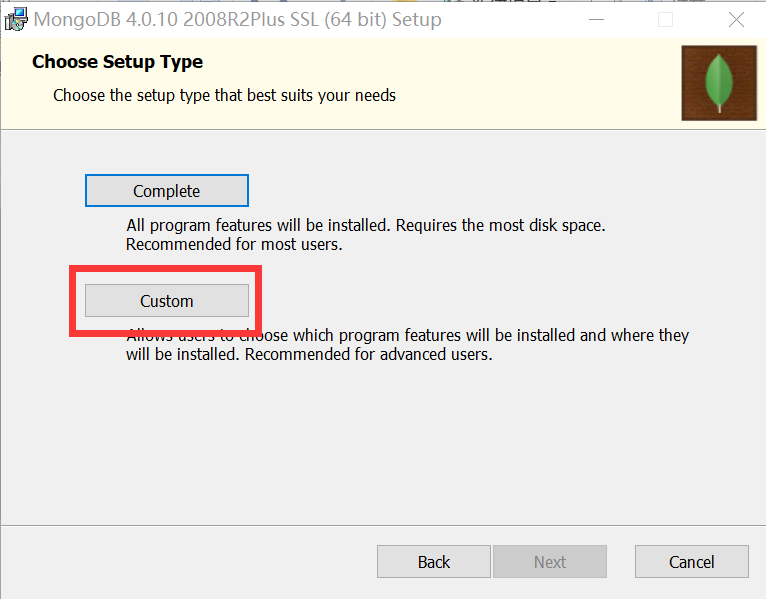 MongoDB 4.0.10 2008R2Plus SSL (64 bit) Setup
Choose Setup Type
Choose the setup type that best suits your needs
Complete
All program features will be installed. Requires the most disk space.
Recommended for most users.
Custom
Allows users to choose which program features will be installed and where they
will be installed. Recommended for advanced users.
Back
Next
Cancel